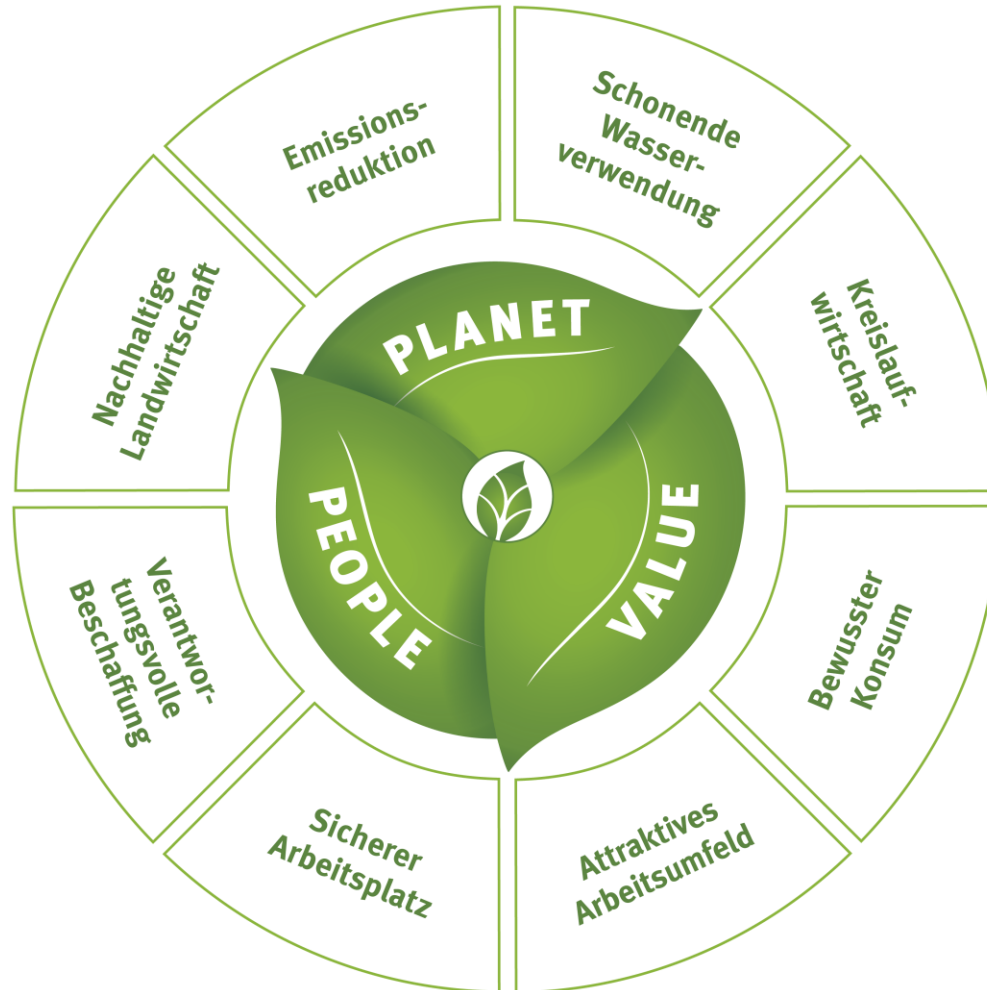 Emissions-
reduktion
Schonende
Wasser-
verwendung
Kreislauf-
wirtschaft
Bewusster
Konsum
Attraktives
Arbeitsumfeld
Sicherer
Arbeitsplatz
Verantwor-
tungsvolle
Beschaffung
Nachhaltige
Landwirtschaft
PLANET
VALUE
PEOPLE